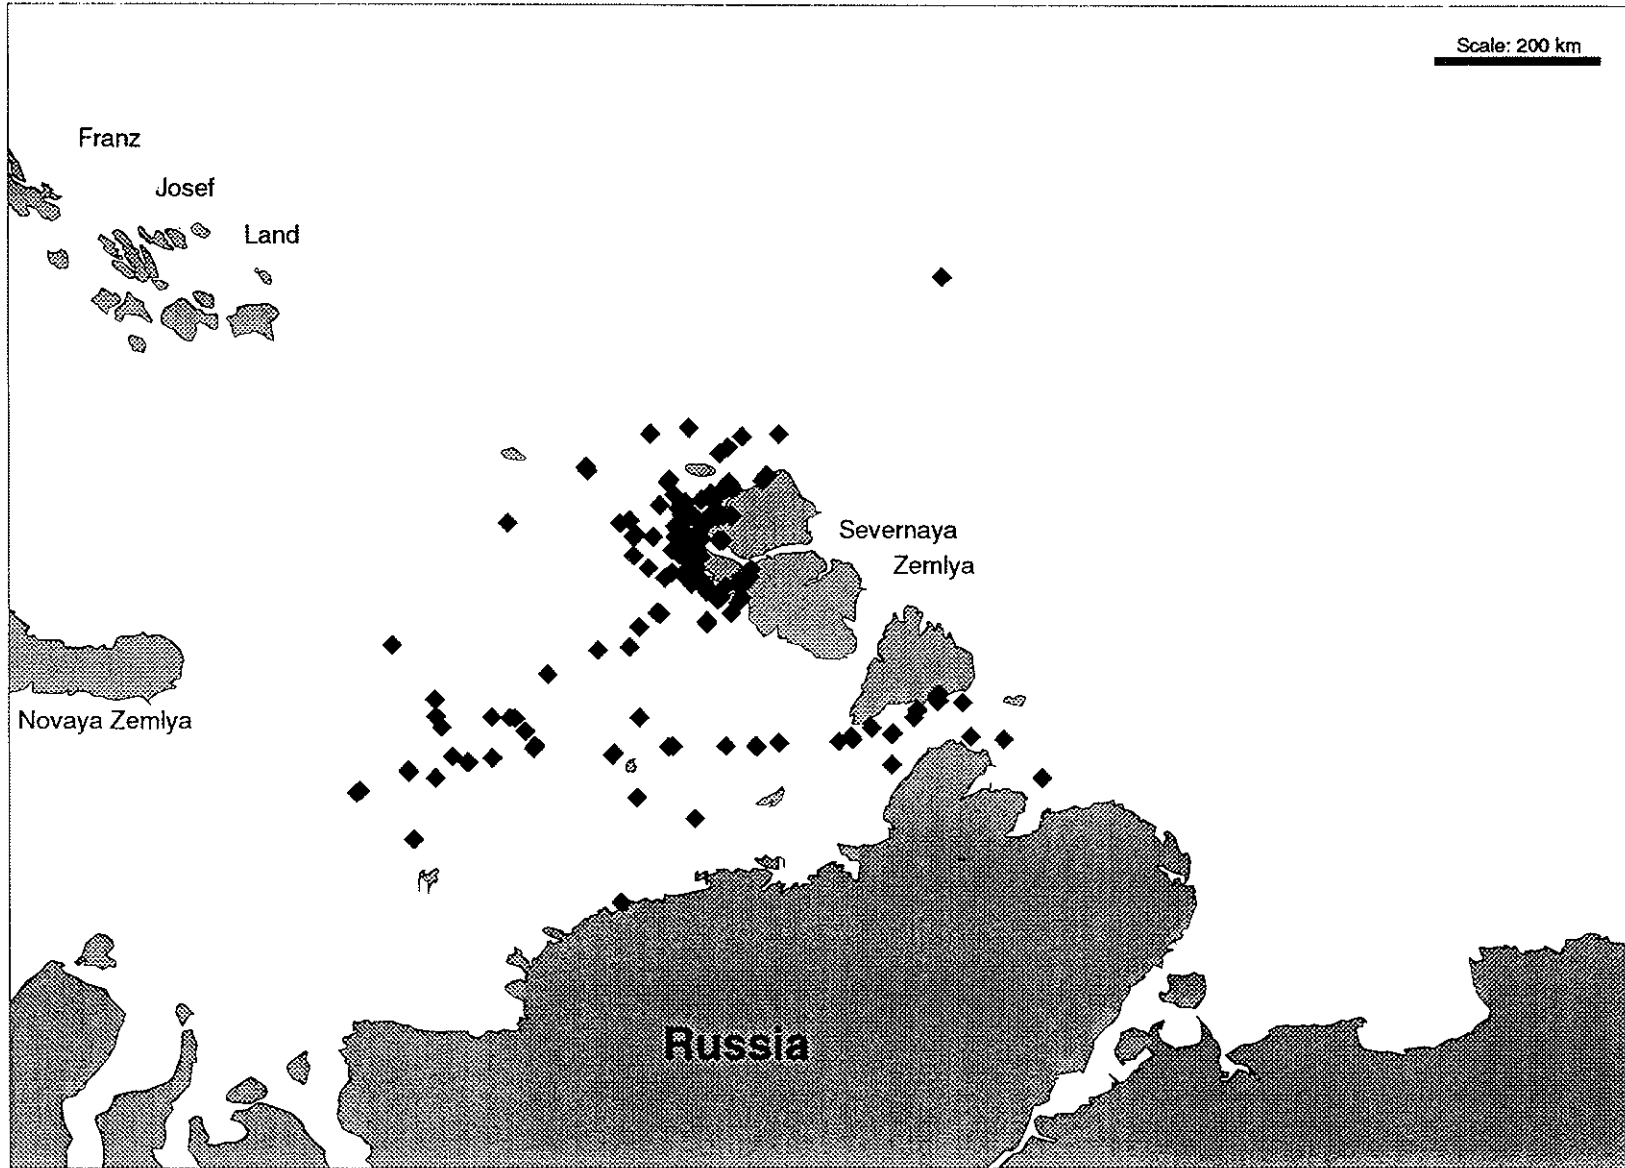 Scale: 200 km
Franz
Josef
Land
Severnaya
Zemlya
Novaya Zemlya
Russia